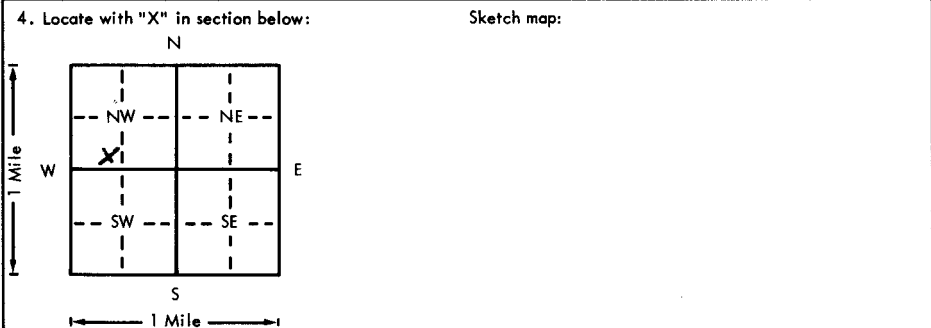 4. Locate with "X" in section below:
Sketch map:
N
NW
NE
X
W
E
1 Mile
SW
SE
S
1 Mile